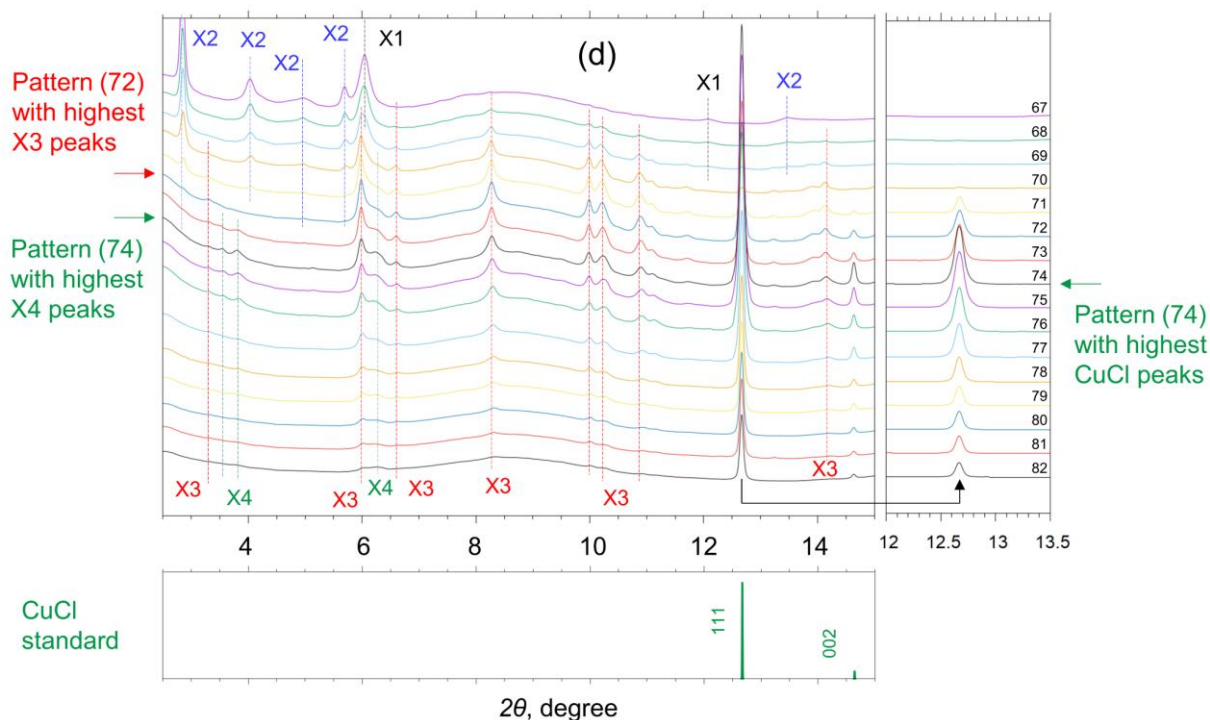 X2
X2
X2
X2
X1
(d)
X1
X2
Pattern (72)
with highest
X3 peaks
Pattern (74)
with highest
X4 peaks
67
68
69
70
71
72
73
74
75
76
77
78
79
80
81
82
Pattern (74)
with highest
CuCl peaks
X3
X4
X3
X4
X3
X3
X3
X3
4
6
8
10
12
14
12
12.5
13
13.5
CuCl
standard
111
002
2θ, degree